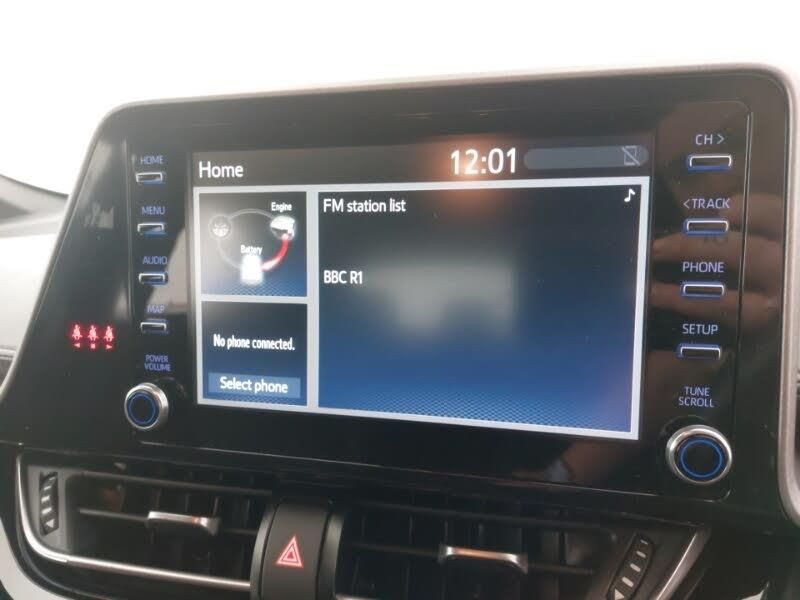 HOME
MENU
AUDIO
MAP
POWER
VOLUME
Home
12:01
Engine
Battery
No phone connected.
Select phone
FM station list
BBC R1
CH >
< TRACK
PHONE
SETUP
TUNE
SCROLL